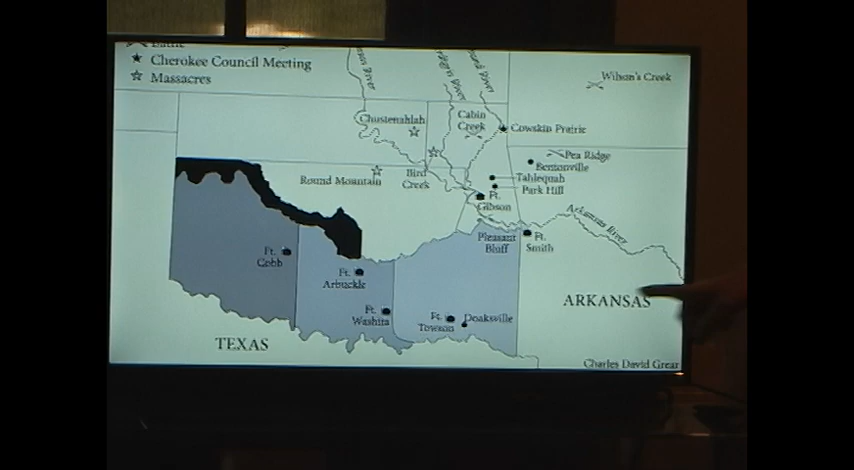 Battle
Cherokee Council Meeting
Massacres
Wilson's Creek
Chustenahlah
Cabin
Creek
Cowskin Prairie
Pea Ridge
Bentonville
Round Mountain
Bird
Creek
Tahlequah
Park Hill
Ft.
Gibson
Arkansas River
Pleasant
Bluff
Ft.
Smith
Ft.
Cobb
Ft.
Arbuckle
ARKANSAS
Ft.
Washita
Ft.
Towson
Doaksville
TEXAS
Charles David Grear